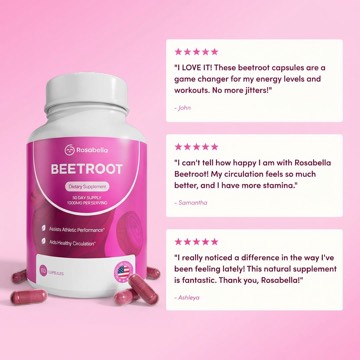 Rosabella
BEETROOT
Dietary Supplement
30 DAY SUPPLY
Assists Athletic Performance*
Aids Healthy Circulation*
★★★★★
"I LOVE IT! These beetroot capsules are a
game changer for my energy levels and
workouts. No more jitters!"
- John
★★★★★
"I can't tell how happy I am with Rosabella
Beetroot! My circulation feels so much
better, and I have more stamina."
- Samantha
★★★★★
"I really noticed a difference in the way I've
been feeling lately! This natural supplement
is fantastic. Thank you, Rosabella!"
- Ashleya